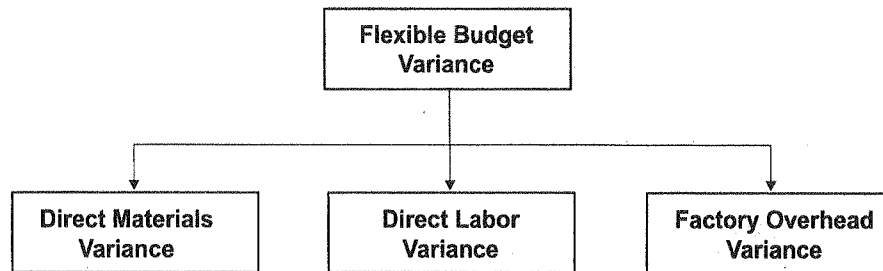 Flexible Budget
Variance
Direct Materials
Variance
Direct Labor
Variance
Factory Overhead
Variance